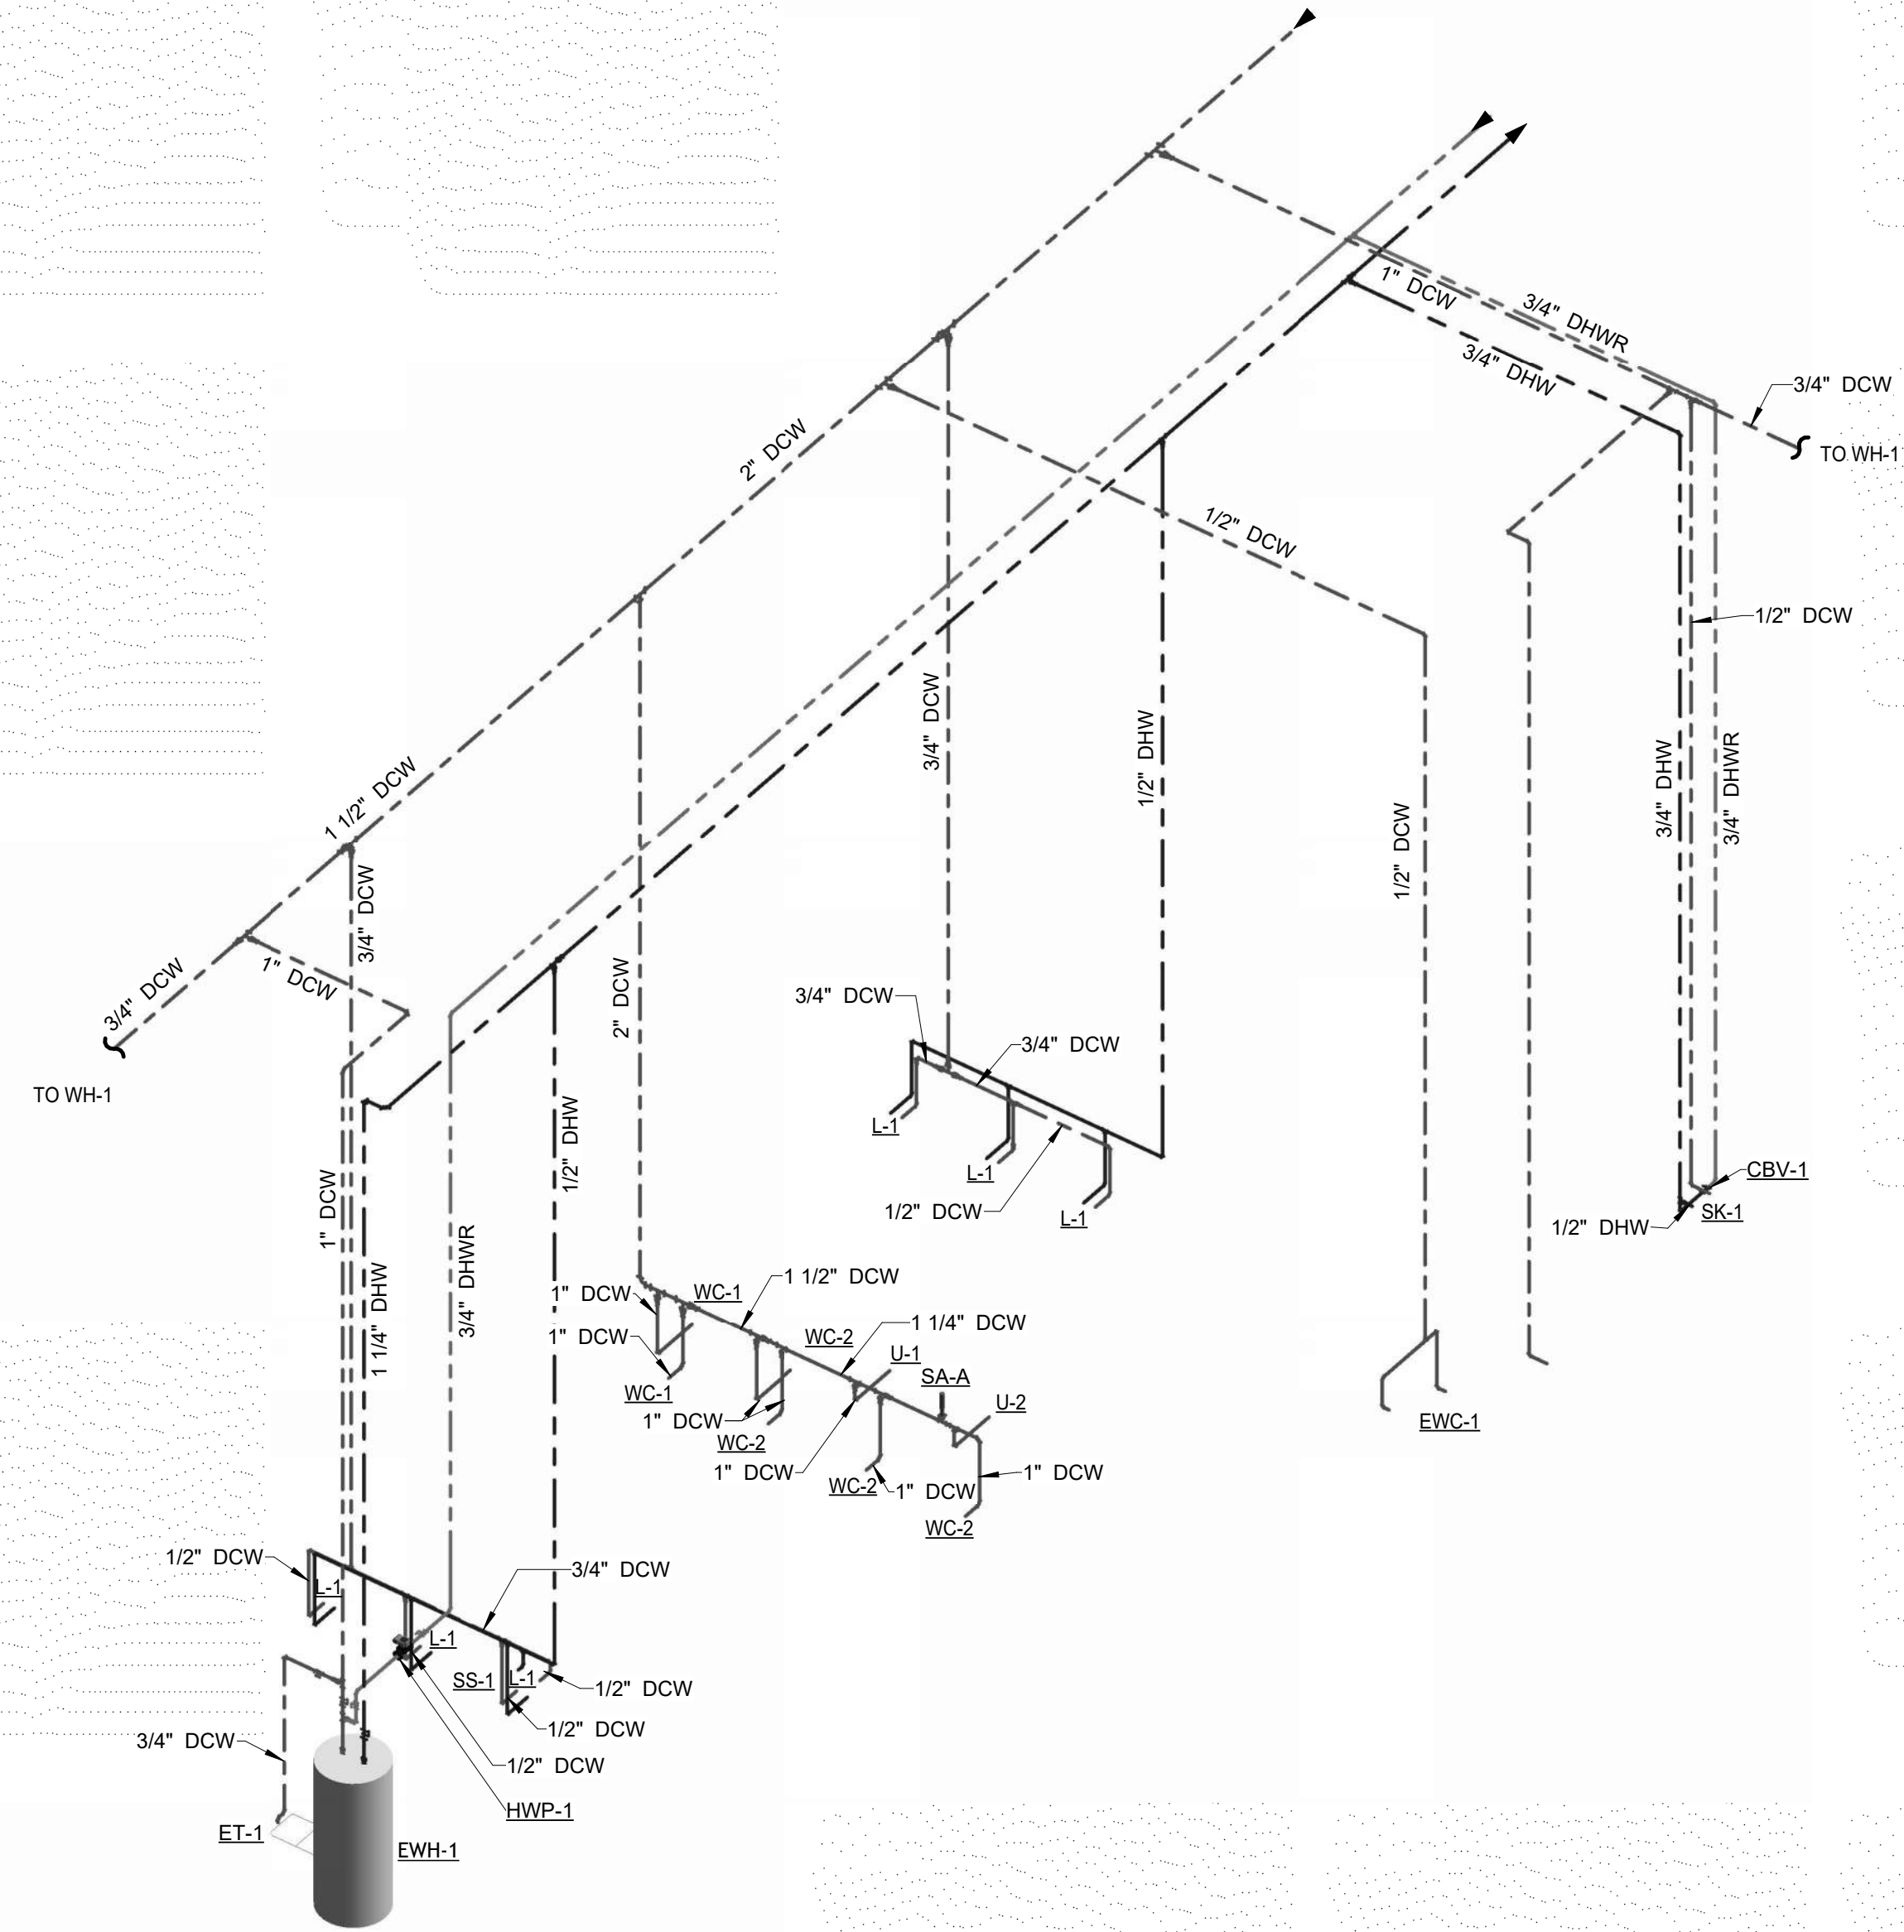 1" DCW
3/4" DHWR
3/4" DHW
3/4" DCW
TO WH-1
2" DCW
1/2" DCW
1/2" DCW
3/4" DCW
1/2" DHW
3/4" DHW
3/4" DHWR
1 1/2" DCW
1/2" DCW
3/4" DCW
3/4" DCW
1" DCW
2" DCW
3/4" DCW
3/4" DCW
TO WH-1
L-1
L-1
1/2" DCW
L-1
CBV-1
SK-1
1/2" DHW
1" DCW
1 1/4" DHW
3/4" DHWR
1/2" DHW
1" DCW
WC-1
1 1/2" DCW
1" DCW
WC-2
1 1/4" DCW
U-1
WC-1
SA-A
U-2
1" DCW
WC-2
EWC-1
1" DCW
WC-2
1" DCW
1" DCW
WC-2
1/2" DCW
L-1
3/4" DCW
L-1
SS-1
L-1
1/2" DCW
1/2" DCW
3/4" DCW
1/2" DCW
HWP-1
ET-1
EWH-1